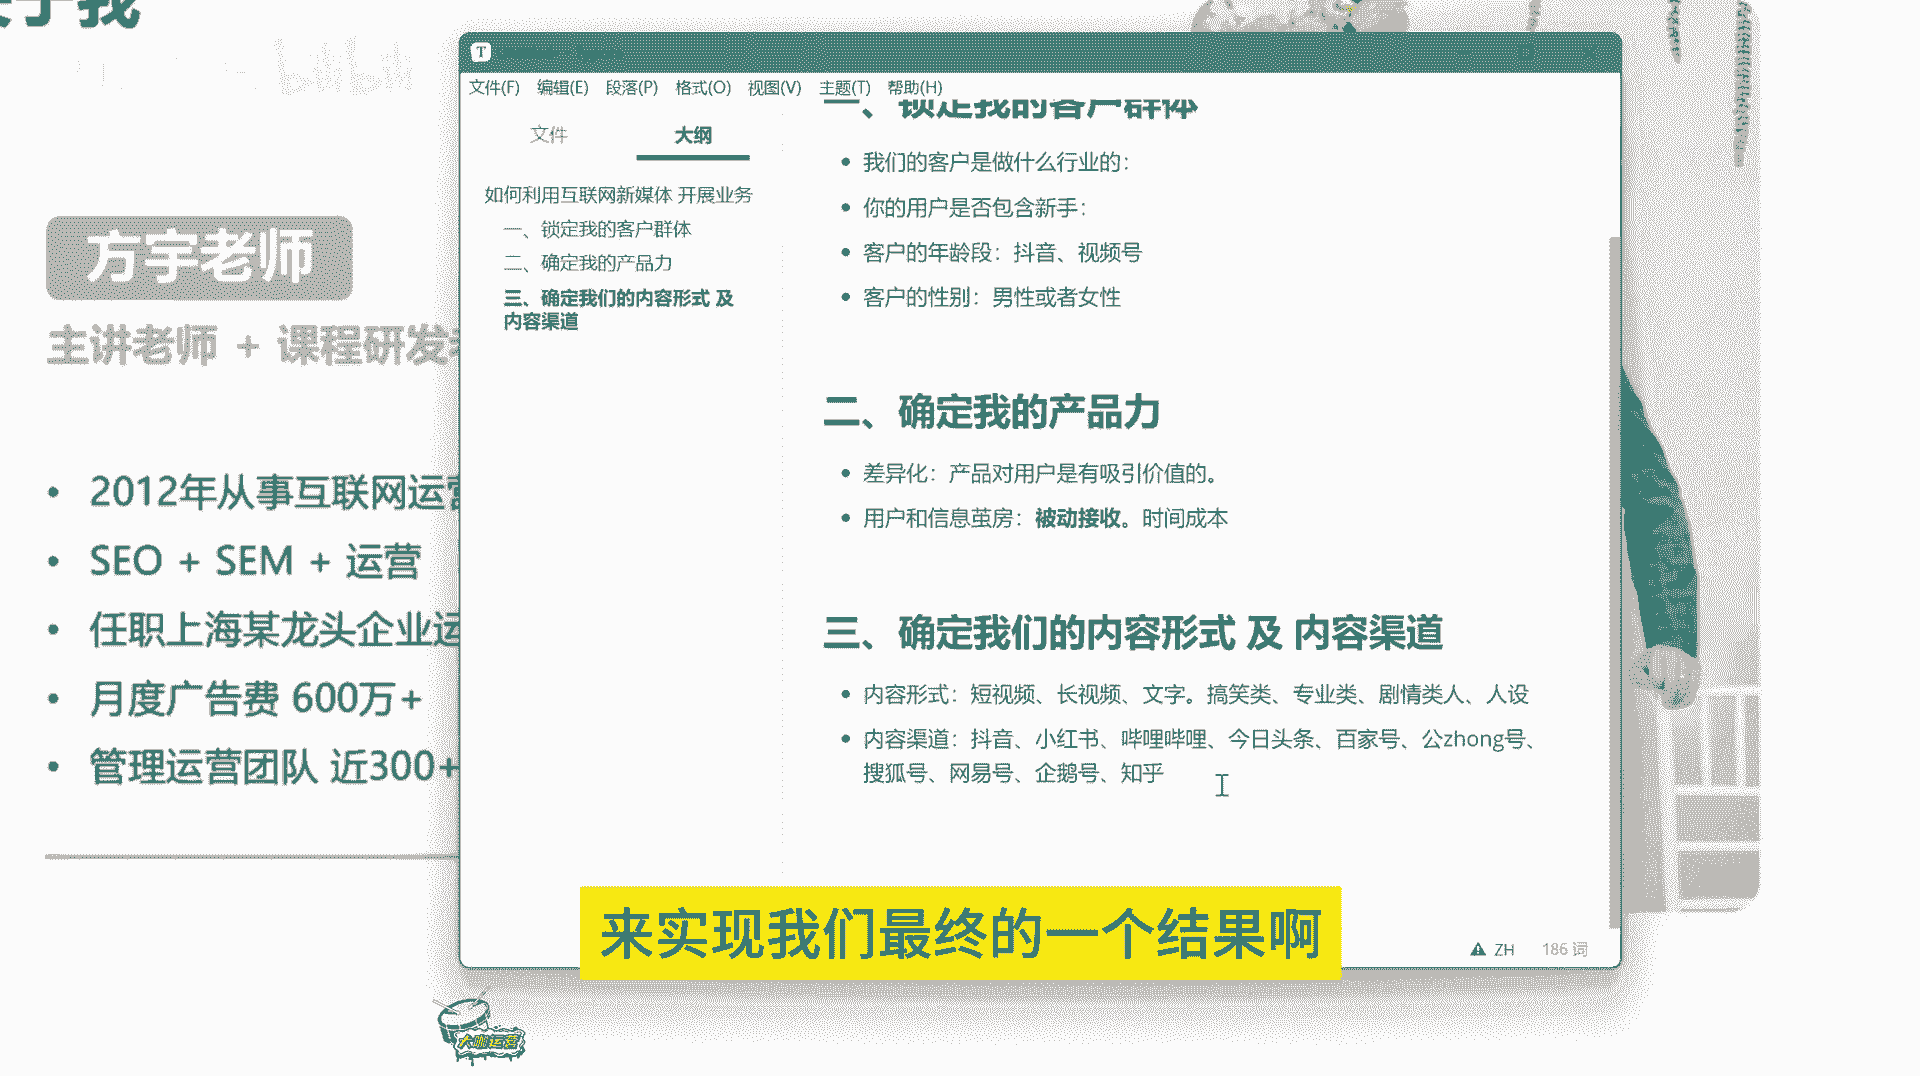 于我
bilibili
方宇老师
主讲老师 + 课程研发
2012年从事互联网运营
SEO + SEM + 运营
任职上海某龙头企业运
月度广告费 600万+
管理运营团队 近300+
T
文件(F) 编辑(E) 段落(P) 格式(O) 视图(V) 主题(T) 帮助(H)
文件 大纲
如何利用互联网新媒体 开展业务
一、锁定我的客户群体
二、确定我的产品力
三、确定我们的内容形式 及
内容渠道
一、锁定我的客户群体
我们的客户是做什么行业的：
你的用户是否包含新手：
客户的年龄段：抖音、视频号
客户的性别：男性或者女性
二、确定我的产品力
差异化：产品对用户是有吸引价值的。
用户和信息茧房：被动接收。时间成本
三、确定我们的内容形式 及 内容渠道
内容形式：短视频、长视频、文字。搞笑类、专业类、剧情类人、人设
内容渠道：抖音、小红书、哔哩哔哩、今日头条、百家号、公zhong号、
搜狐号、网易号、企鹅号、知乎
ZH 186 词
来实现我们最终的一个结果啊
大咖运营